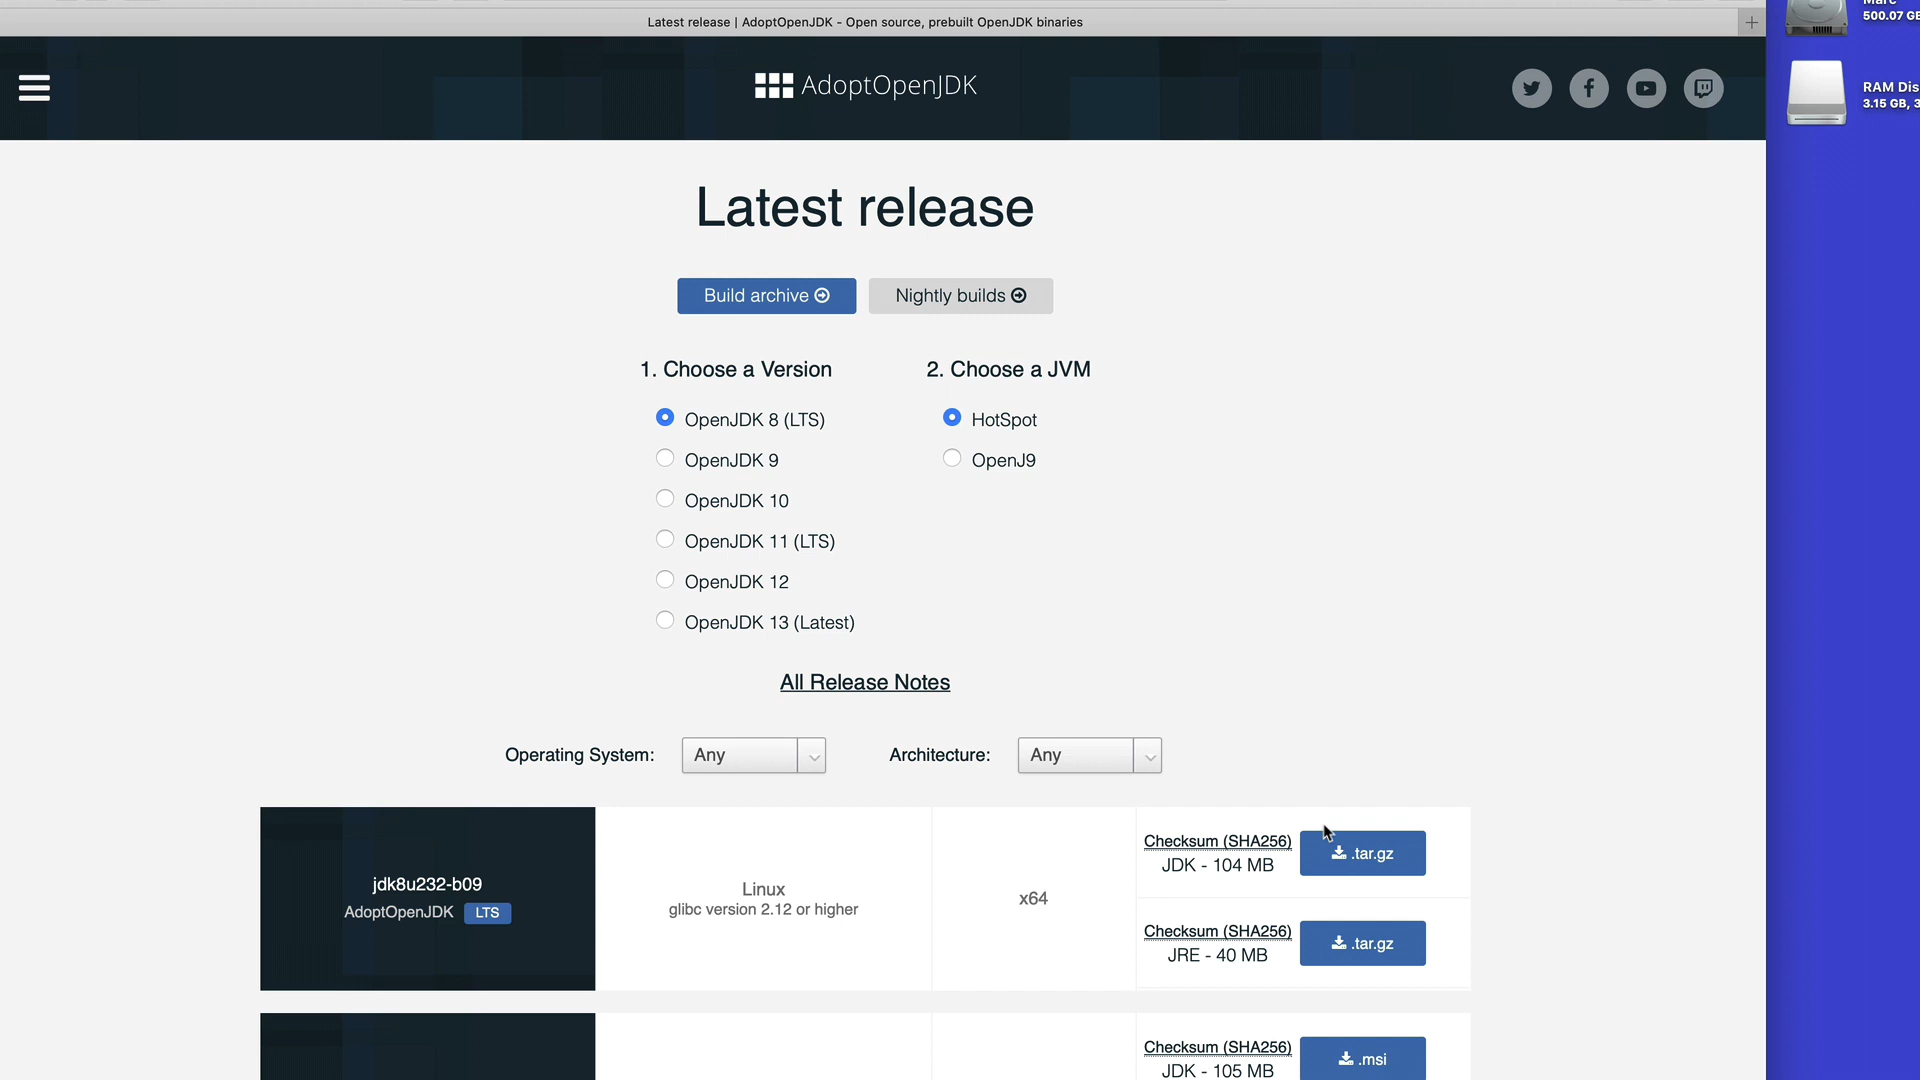 Latest release | AdoptOpenJDK - Open source, prebuilt OpenJDK binaries
Marc
500.07 GB
AdoptOpenJDK
RAM Dis
3.15 GB, 3
Latest release
Build archive
Nightly builds
1. Choose a Version
2. Choose a JVM
OpenJDK 8 (LTS)
HotSpot
OpenJDK 9
OpenJ9
OpenJDK 10
OpenJDK 11 (LTS)
OpenJDK 12
OpenJDK 13 (Latest)
All Release Notes
Operating System:
Any
Architecture:
Any
jdk8u232-b09
AdoptOpenJDK LTS
Linux
glibc version 2.12 or higher
x64
Checksum (SHA256)
JDK - 104 MB
.tar.gz
Checksum (SHA256)
JRE - 40 MB
.tar.gz
Checksum (SHA256)
JDK - 105 MB
.msi